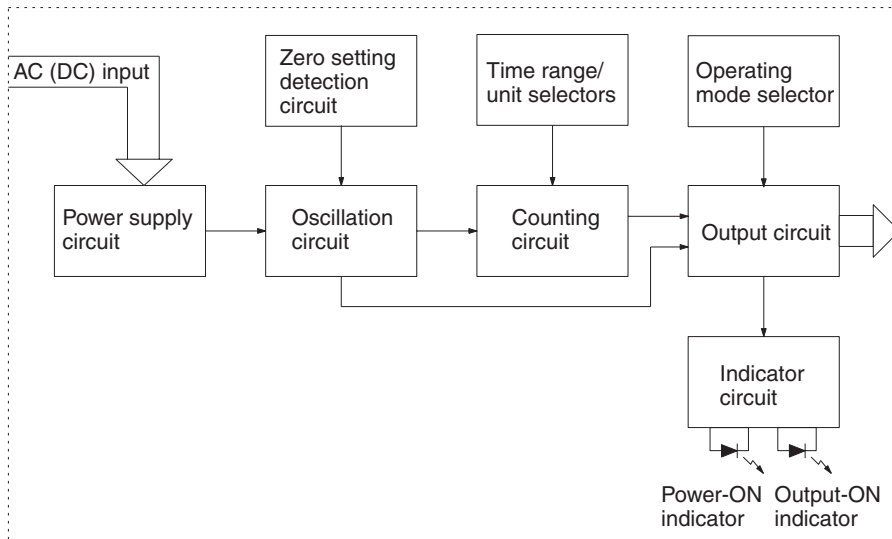 AC (DC) input
Zero setting
detection
circuit
Time range/
unit selectors
Operating
mode selector
Power supply
circuit
Oscillation
circuit
Counting
circuit
Output circuit
Indicator
circuit
Power-ON
indicator
Output-ON
indicator